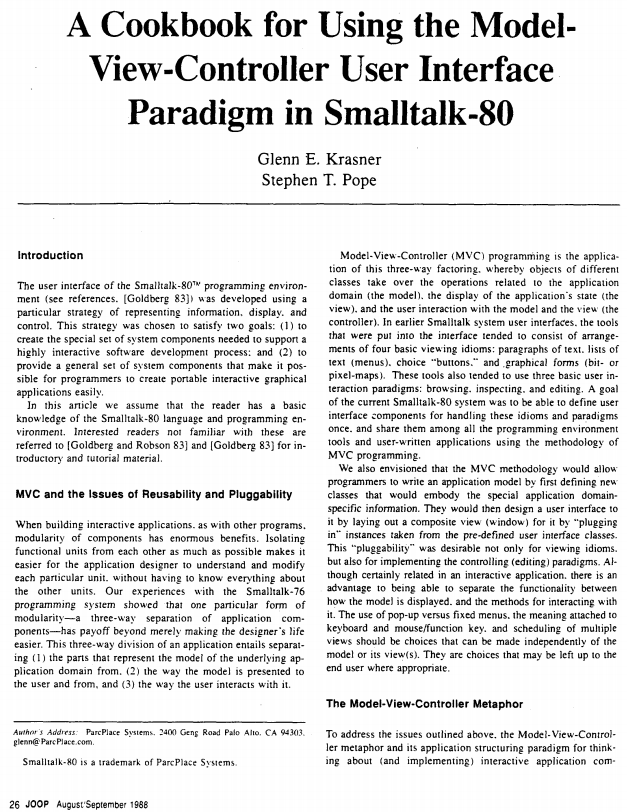 A Cookbook for Using the Model-
View-Controller User Interface
Paradigm in Smalltalk-80
Glenn E. Krasner
Stephen T. Pope
Introduction
The user interface of the Smalltalk-80™ programming environ-
ment (see references, [Goldberg 83]) was developed using a
particular strategy of representing information, display, and
control. This strategy was chosen to satisfy two goals: (1) to
create the special set of system components needed to support a
highly interactive software development process; and (2) to
provide a general set of system components that make it pos-
sible for programmers to create portable interactive graphical
applications easily.
In this article we assume that the reader has a basic
knowledge of the Smalltalk-80 language and programming en-
vironment. Interested readers not familiar with these are
referred to [Goldberg and Robson 83] and [Goldberg 83] for in-
troductory and tutorial material.
MVC and the Issues of Reusability and Pluggability
When building interactive applications, as with other programs,
modularity of components has enormous benefits. Isolating
functional units from each other as much as possible makes it
easier for the application designer to understand and modify
each particular unit, without having to know everything about
the other units. Our experiences with the Smalltalk-76
programming system showed that one particular form of
modularity—a three-way separation of application com-
ponents—has payoff beyond merely making the designer's life
easier. This three-way division of an application entails separat-
ing (1) the parts that represent the model of the underlying ap-
plication domain from, (2) the way the model is presented to
the user and from, and (3) the way the user interacts with it.
Author's Address: ParcPlace Systems, 2400 Geng Road Palo Alto, CA 94303,
glenn@ParcPlace.com.
Smalltalk-80 is a trademark of ParcPlace Systems.
Model-View-Controller (MVC) programming is the applica-
tion of this three-way factoring, whereby objects of different
classes take over the operations related to the application
domain (the model), the display of the application's state (the
view), and the user interaction with the model and the view (the
controller). In earlier Smalltalk system user interfaces, the tools
that were put into the interface tended to consist of arrange-
ments of four basic viewing idioms: paragraphs of text, lists of
text (menus), choice "buttons," and graphical forms (bit- or
pixel-maps). These tools also tended to use three basic user in-
teraction paradigms: browsing, inspecting, and editing. A goal
of the current Smalltalk-80 system was to be able to define user
interface components for handling these idioms and paradigms
once, and share them among all the programming environment
tools and user-written applications using the methodology of
MVC programming.
We also envisioned that the MVC methodology would allow
programmers to write an application model by first defining new
classes that would embody the special application domain-
specific information. They would then design a user interface to
it by laying out a composite view (window) for it by "plugging
in" instances taken from the pre-defined user interface classes.
This "pluggability" was desirable not only for viewing idioms,
but also for implementing the controlling (editing) paradigms. Al-
though certainly related in an interactive application, there is an
advantage to being able to separate the functionality between
how the model is displayed, and the methods for interacting with
it. The use of pop-up versus fixed menus, the meaning attached to
keyboard and mouse/function key, and scheduling of multiple
views should be choices that can be made independently of the
model or its view(s). They are choices that may be left up to the
end user where appropriate.
The Model-View-Controller Metaphor
To address the issues outlined above, the Model-View-Control-
ler metaphor and its application structuring paradigm for think-
ing about (and implementing) interactive application com-
26 JOOP August/September 1988